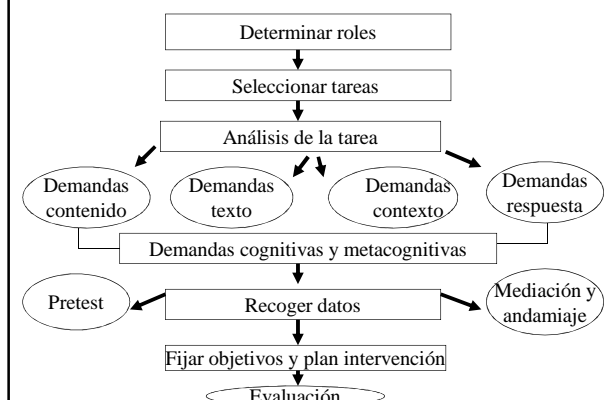 Determinar roles
Seleccionar tareas
Análisis de la tarea
Demandas
contenido
Demandas
texto
Demandas
contexto
Demandas
respuesta
Demandas cognitivas y metacognitivas
Pretest
Recoger datos
Mediación y
andamiaje
Fijar objetivos y plan intervención
Evaluación